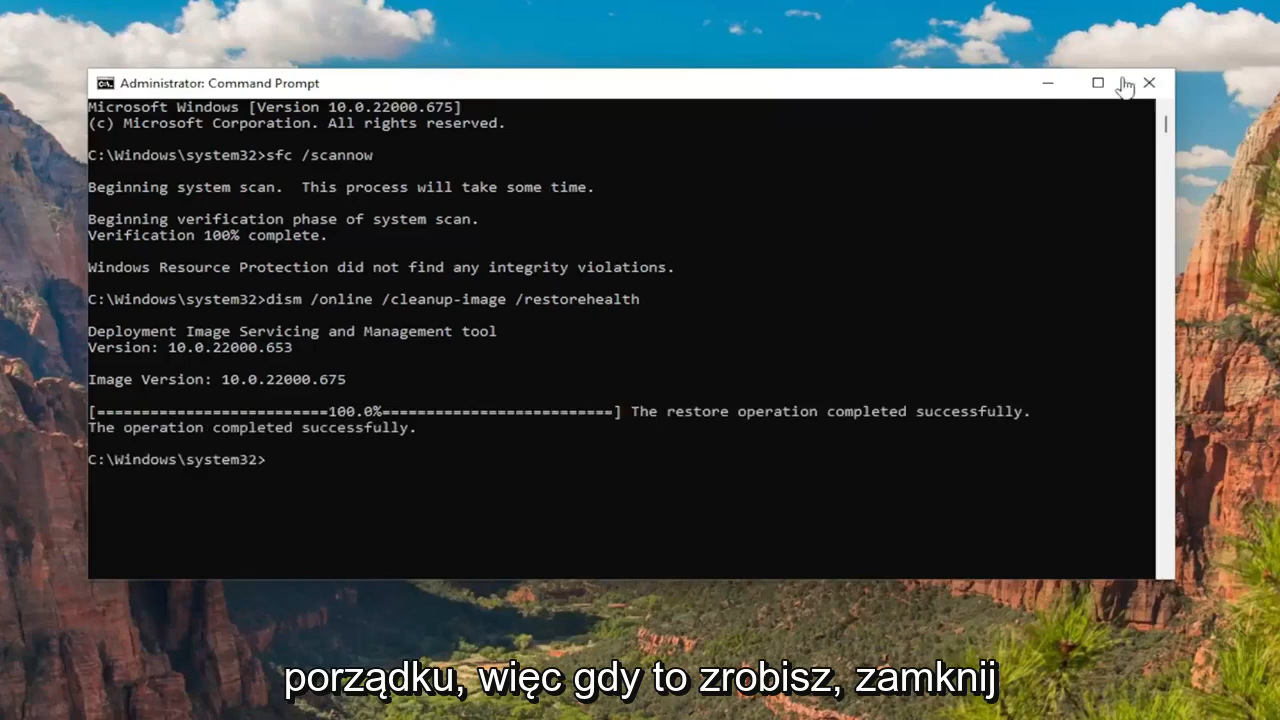 Administrator: Command Prompt
Microsoft Windows [Version 10.0.22000.675]
(c) Microsoft Corporation. All rights reserved.
C:\Windows\system32>sfc /scannow
Beginning system scan.  This process will take some time.
Beginning verification phase of system scan.
Verification 100% complete.
Windows Resource Protection did not find any integrity violations.
C:\Windows\system32>dism /online /cleanup-image /restorehealth
Deployment Image Servicing and Management tool
Version: 10.0.22000.653
Image Version: 10.0.22000.675
[==========================100.0%==========================] The restore operation completed successfully.
The operation completed successfully.
C:\Windows\system32>
porządku, więc gdy to zrobisz, zamknij